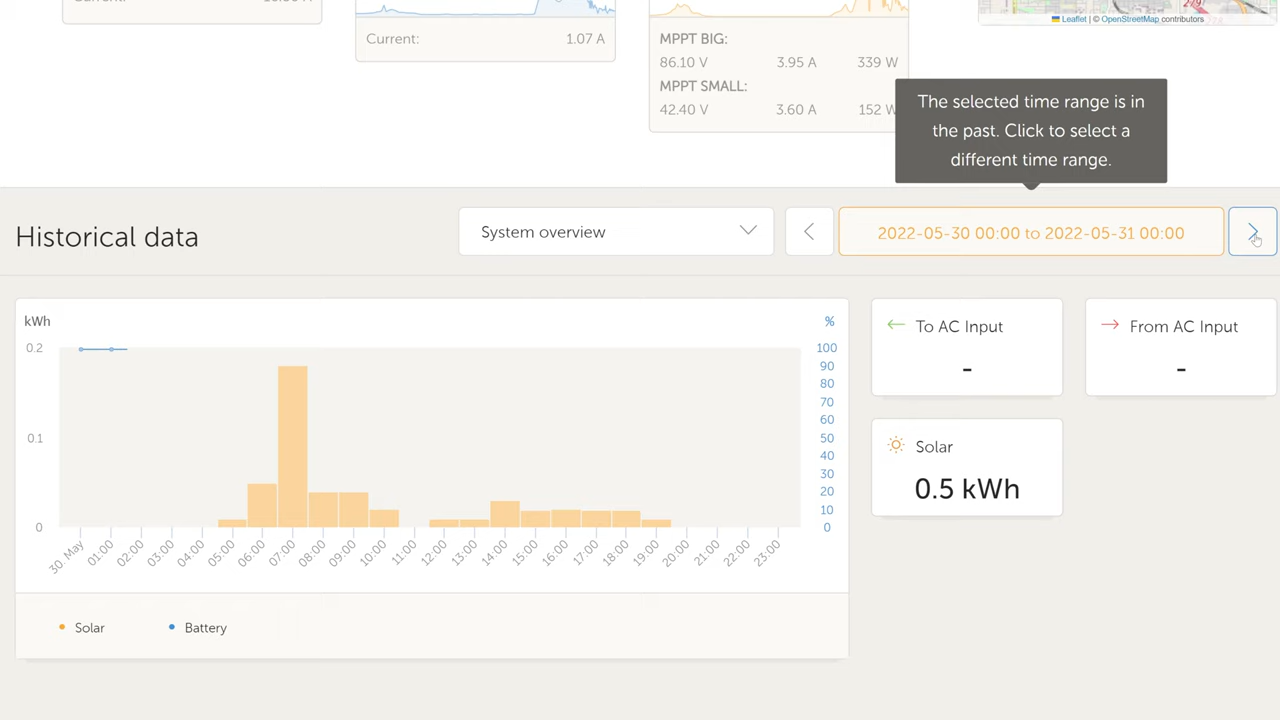 Leaflet | © OpenStreetMap contributors
Current:
1.07 A
MPPT BIG:
86.10 V
3.95 A
339 W
MPPT SMALL:
42.40 V
3.60 A
152 W
The selected time range is in
the past. Click to select a
different time range.
Historical data
System overview
2022-05-30 00:00 to 2022-05-31 00:00
kWh
%
0.2
0.1
0
100
90
80
70
60
50
40
30
20
10
0
30. May
01:00
02:00
03:00
04:00
05:00
06:00
07:00
08:00
09:00
10:00
11:00
12:00
13:00
14:00
15:00
16:00
17:00
18:00
19:00
20:00
21:00
22:00
23:00
Solar
Battery
To AC Input
-
From AC Input
-
Solar
0.5 kWh